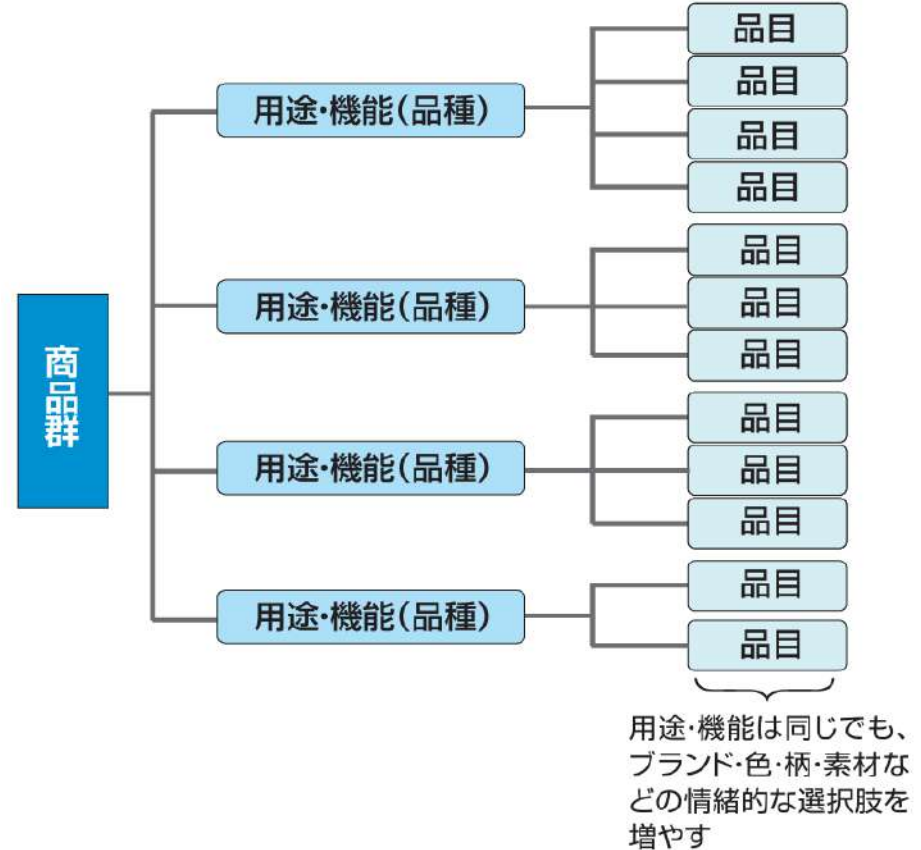 商品群
用途・機能(品種)
品目
品目
品目
品目
用途・機能(品種)
品目
品目
品目
用途・機能(品種)
品目
品目
品目
用途・機能(品種)
品目
品目
用途・機能は同じでも、
ブランド・色・柄・素材な
どの情緒的な選択肢を
増やす